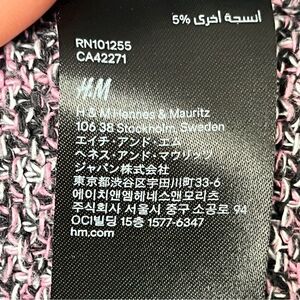 انسجة أخرى 5%
RN101255
CA42271
H&M
H & M Hennes & Mauritz
106 38 Stockholm, Sweden
エイチ・アンド・エム
ヘネス・アンド・マウリッツ
ジャパン株式会社
東京都渋谷区宇田川町33-6
에이치앤엠헤네스앤모리츠
주식회사 서울시 중구 소공로 94
OCI빌딩 15층 1577-6347
hm.com